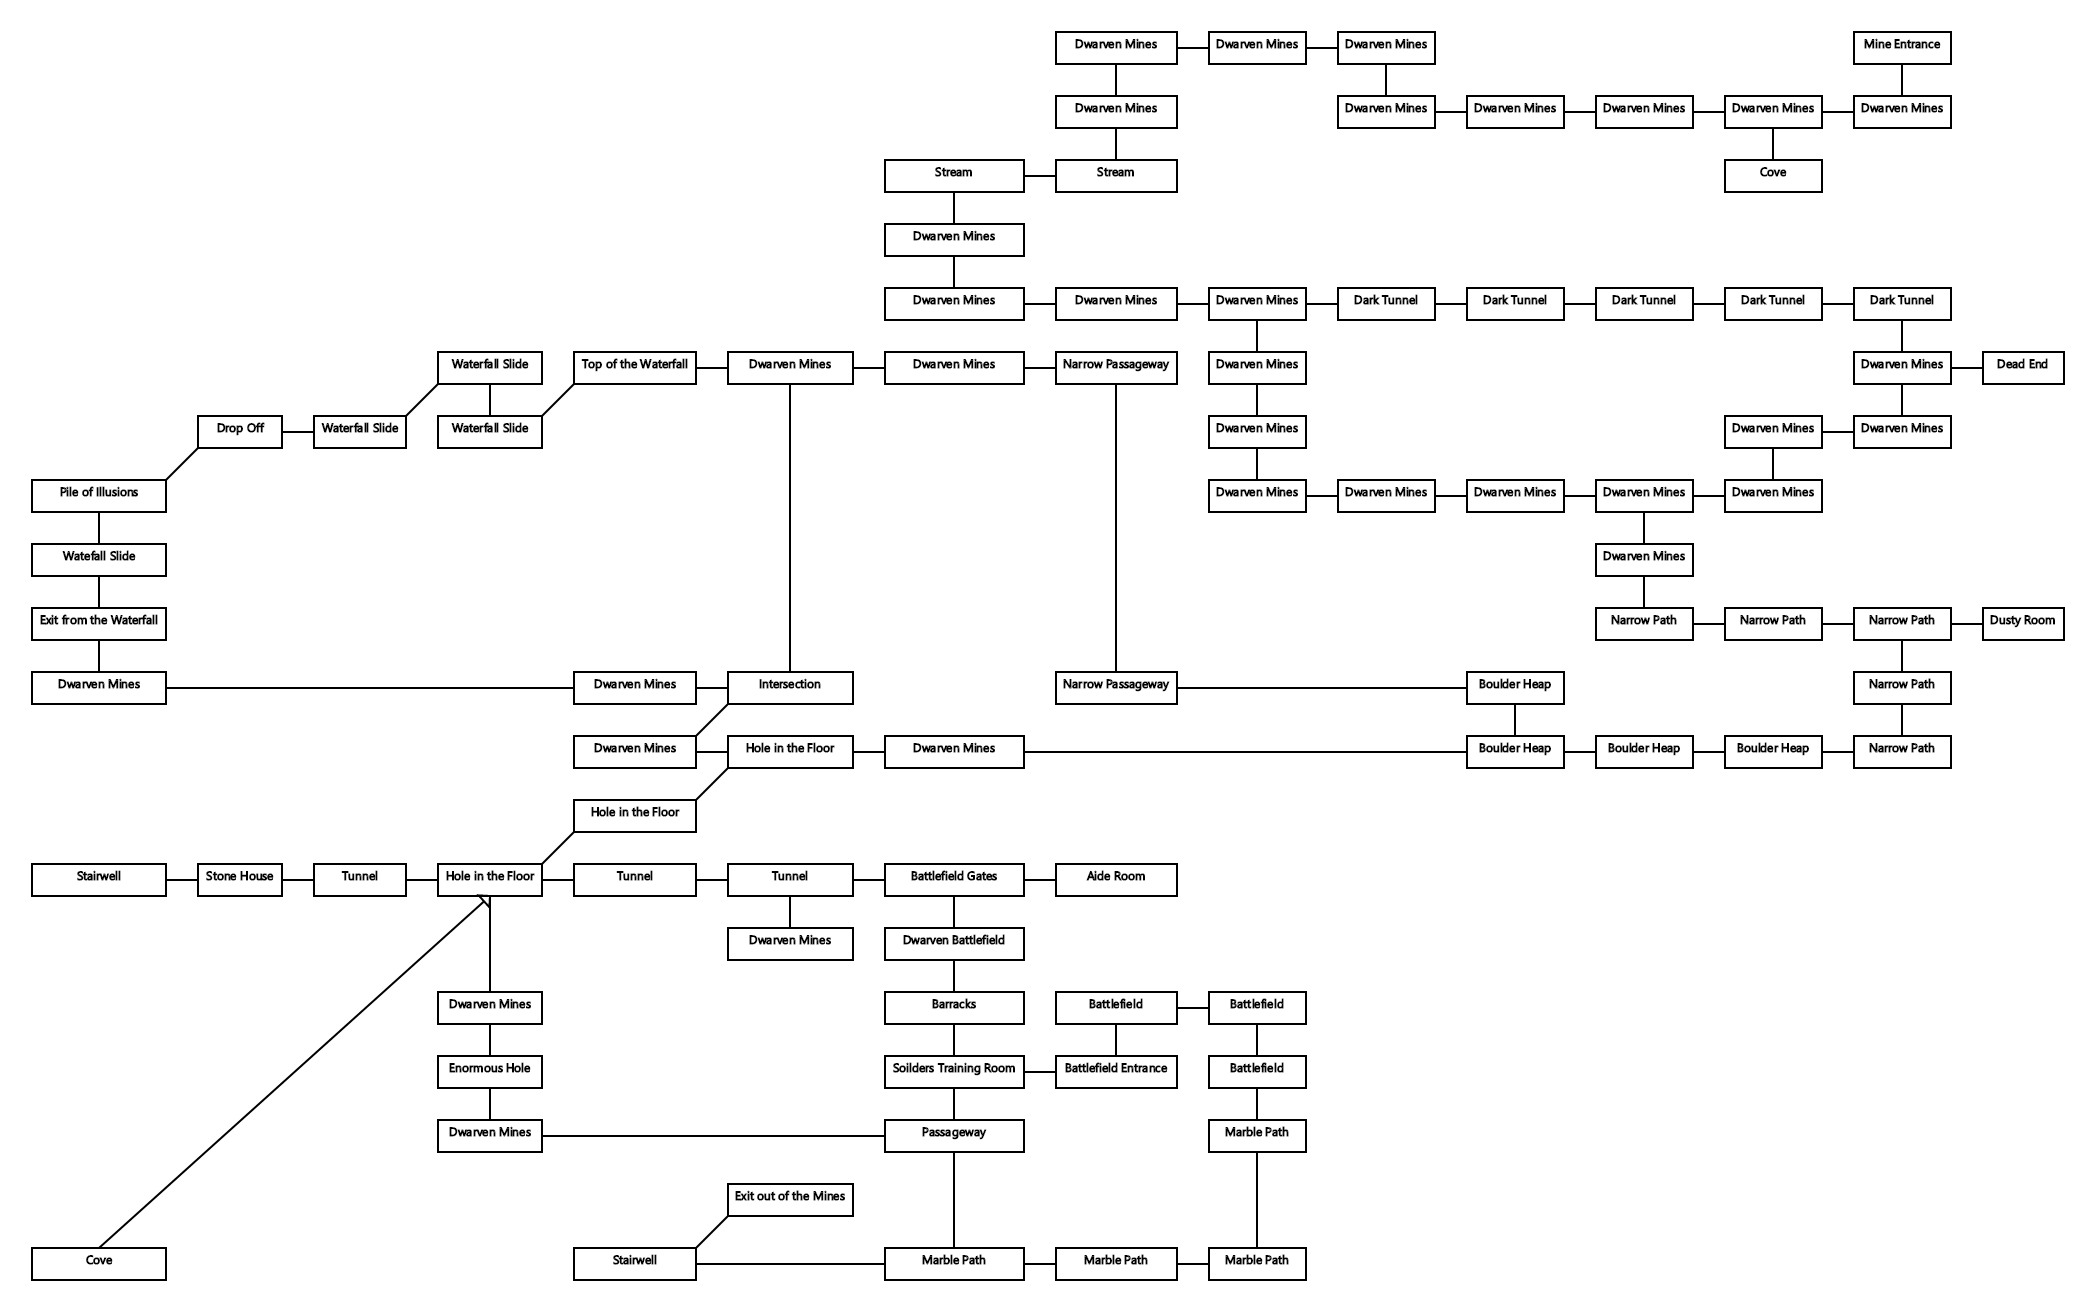 Dwarven Mines
Dwarven Mines
Dwarven Mines
Mine Entrance
Dwarven Mines
Dwarven Mines
Dwarven Mines
Dwarven Mines
Dwarven Mines
Dwarven Mines
Stream
Stream
Cove
Dwarven Mines
Dwarven Mines
Dwarven Mines
Dwarven Mines
Dark Tunnel
Dark Tunnel
Dark Tunnel
Dark Tunnel
Dark Tunnel
Waterfall Slide
Top of the Waterfall
Dwarven Mines
Dwarven Mines
Narrow Passageway
Dwarven Mines
Dwarven Mines
Dead End
Drop Off
Waterfall Slide
Waterfall Slide
Dwarven Mines
Dwarven Mines
Dwarven Mines
Pile of Illusions
Dwarven Mines
Dwarven Mines
Dwarven Mines
Dwarven Mines
Dwarven Mines
Watefall Slide
Dwarven Mines
Exit from the Waterfall
Narrow Path
Narrow Path
Narrow Path
Dusty Room
Dwarven Mines
Dwarven Mines
Intersection
Narrow Passageway
Boulder Heap
Narrow Path
Dwarven Mines
Hole in the Floor
Dwarven Mines
Boulder Heap
Boulder Heap
Boulder Heap
Narrow Path
Hole in the Floor
Stairwell
Stone House
Tunnel
Hole in the Floor
Tunnel
Tunnel
Battlefield Gates
Aide Room
Dwarven Mines
Dwarven Battlefield
Dwarven Mines
Barracks
Battlefield
Battlefield
Enormous Hole
Soilders Training Room
Battlefield Entrance
Battlefield
Dwarven Mines
Passageway
Marble Path
Exit out of the Mines
Cove
Stairwell
Marble Path
Marble Path
Marble Path